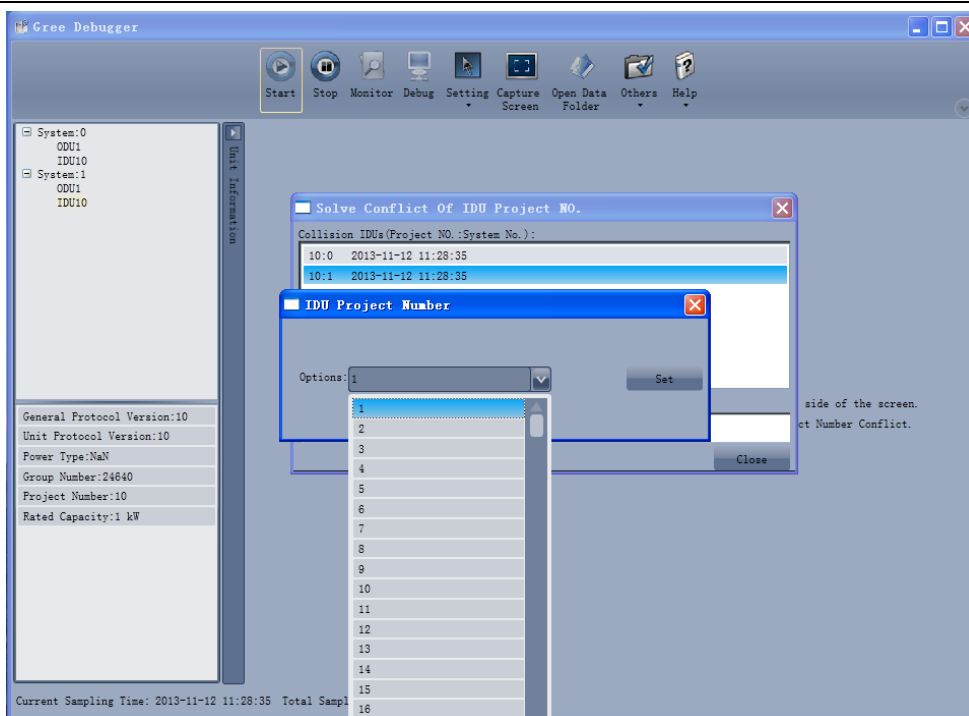 Gree Debugger
Start Stop Monitor Debug Setting Capture Screen Open Data Folder Others Help
System:0
ODU1
IDU10
System:1
ODU1
IDU10
Unit Information
Solve Conflict Of IDU Project NO.
Collision IDUs(Project NO.:System No.):
10:0 2013-11-12 11:28:35
10:1 2013-11-12 11:28:35
IDU Project Number
Options: 1
Set
1
2
3
4
5
6
7
8
9
10
11
12
13
14
15
16
side of the screen.
ct Number Conflict.
Close
General Protocol Version:10
Unit Protocol Version:10
Power Type:NaN
Group Number:24640
Project Number:10
Rated Capacity:1 kW
Current Sampling Time: 2013-11-12 11:28:35 Total Sampl